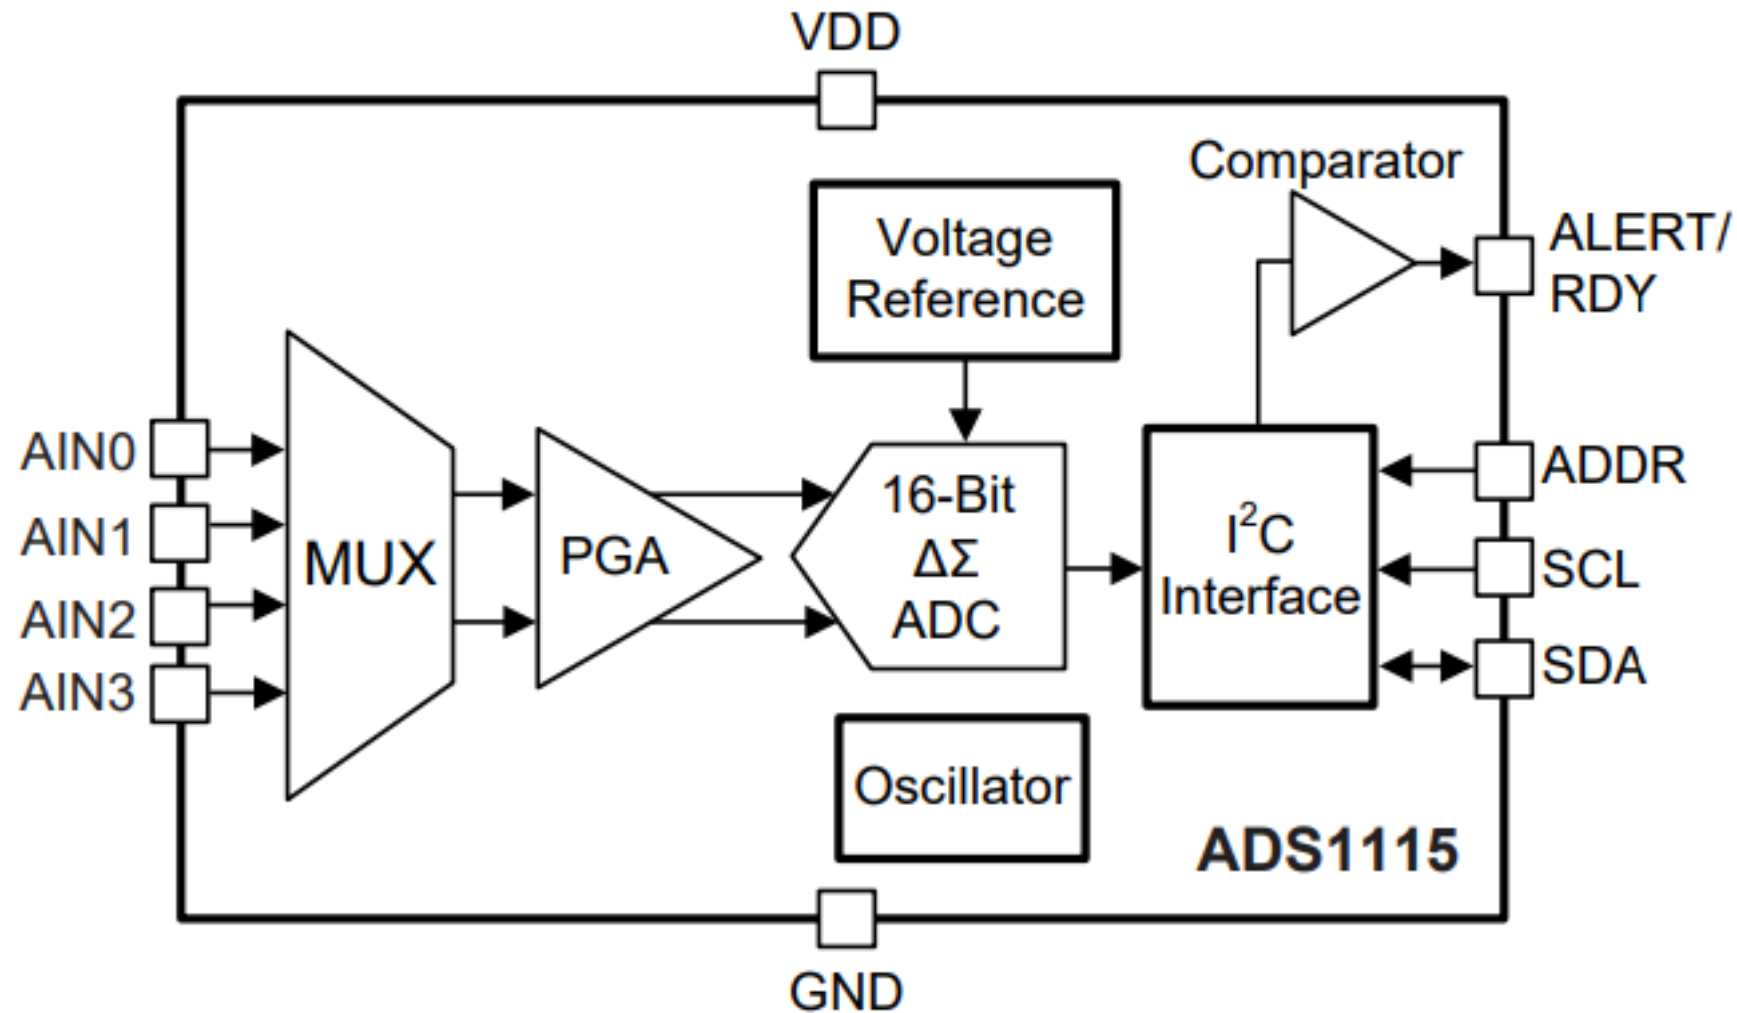 VDD
Comparator
Voltage
Reference
ALERT/
RDY
AIN0
AIN1
AIN2
AIN3
MUX
PGA
16-Bit
ΔΣ
ADC
I²C
Interface
ADDR
SCL
SDA
Oscillator
ADS1115
GND